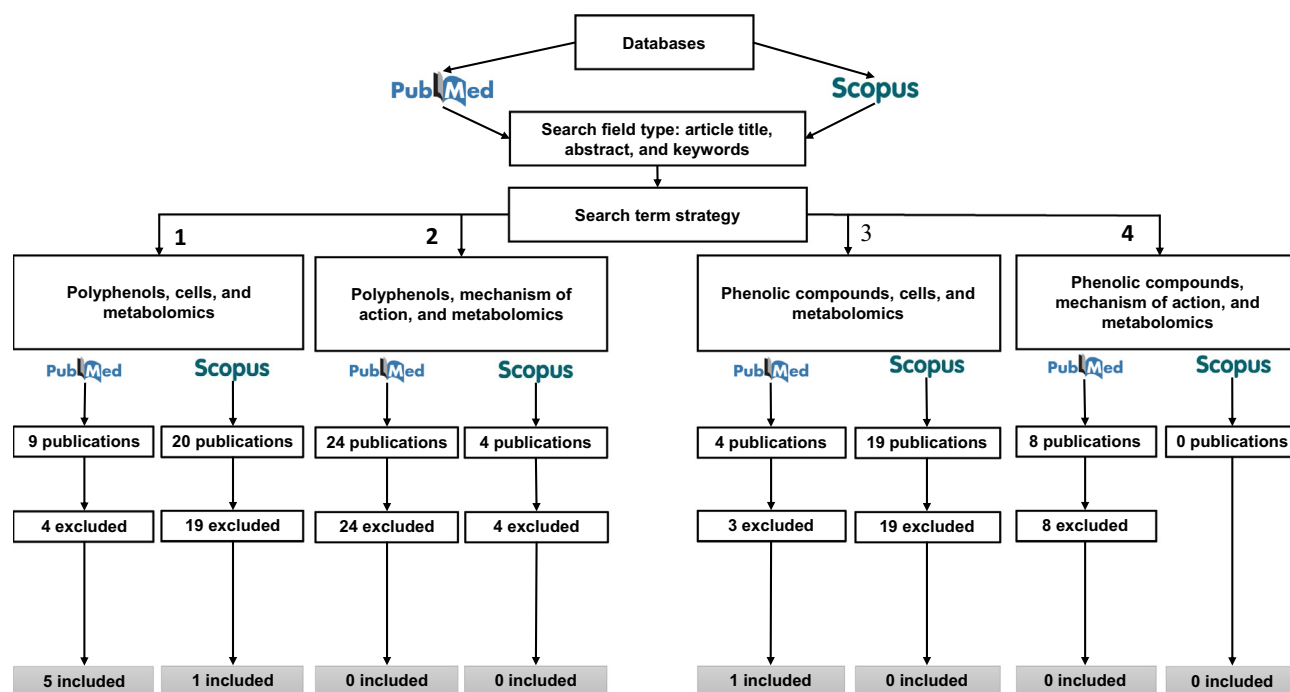 Databases
PubMed
Scopus
Search field type: article title,
abstract, and keywords
Search term strategy
1
2
3
4
Polyphenols, cells, and
metabolomics
Polyphenols, mechanism of
action, and metabolomics
Phenolic compounds, cells, and
metabolomics
Phenolic compounds,
mechanism of action, and
metabolomics
PubMed
Scopus
PubMed
Scopus
PubMed
Scopus
PubMed
Scopus
9 publications
20 publications
24 publications
4 publications
4 publications
19 publications
8 publications
0 publications
4 excluded
19 excluded
24 excluded
4 excluded
3 excluded
19 excluded
8 excluded
5 included
1 included
0 included
0 included
1 included
0 included
0 included
0 included